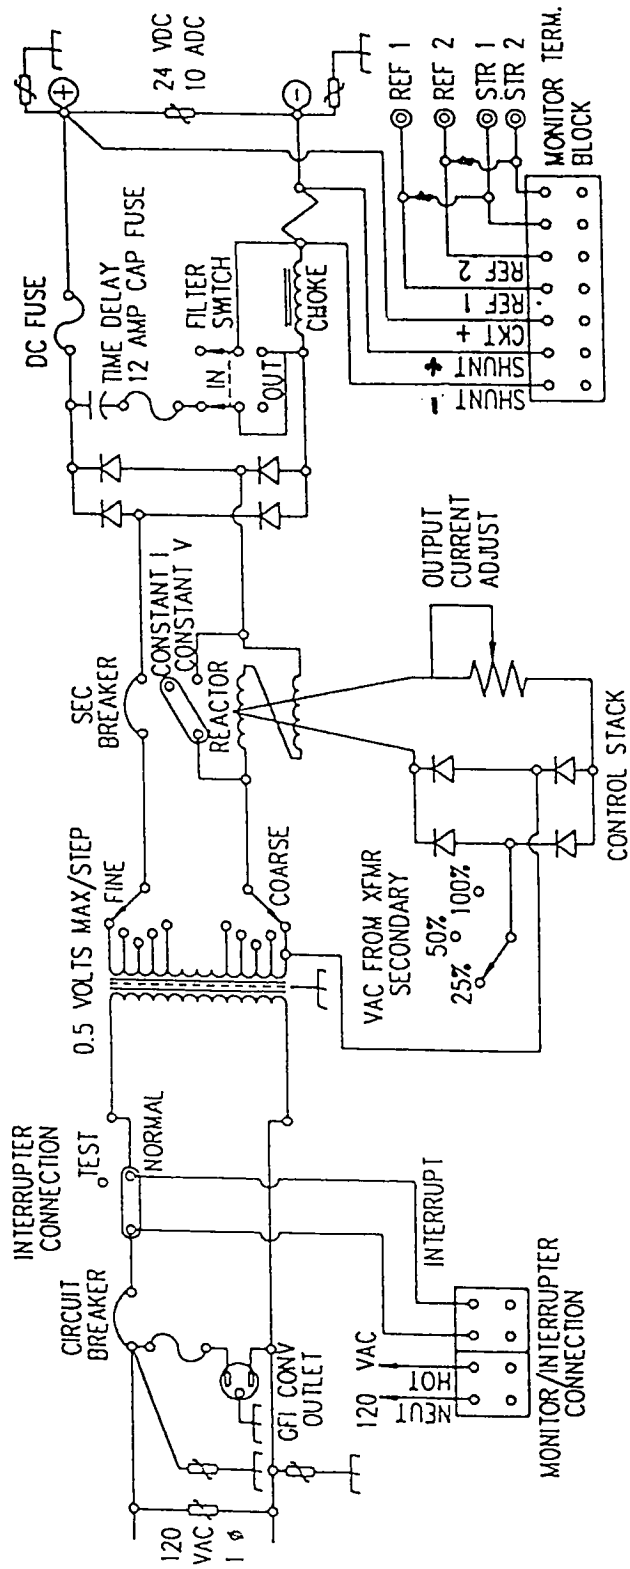 120
VAC
1 ø
CIRCUIT
BREAKER
GFI CONV
OUTLET
INTERRUPTER
CONNECTION
TEST
NORMAL
120 VAC
NEUT
HOT
INTERRUPT
MONITOR/INTERRUPTER
CONNECTION
0.5 VOLTS MAX/STEP
FINE
COARSE
VAC FROM XFMR
SECONDARY
25%
50%
100%
SEC
BREAKER
CONSTANT I
CONSTANT V
REACTOR
CONTROL STACK
OUTPUT
CURRENT
ADJUST
DC FUSE
TIME DELAY
12 AMP CAP FUSE
FILTER
SWITCH
IN
OUT
CHOKE
+
24 VDC
10 ADC
-
REF 1
REF 2
STR 1
STR 2
SHUNT -
SHUNT +
CKT +
REF 1
REF 2
MONITOR TERM.
BLOCK